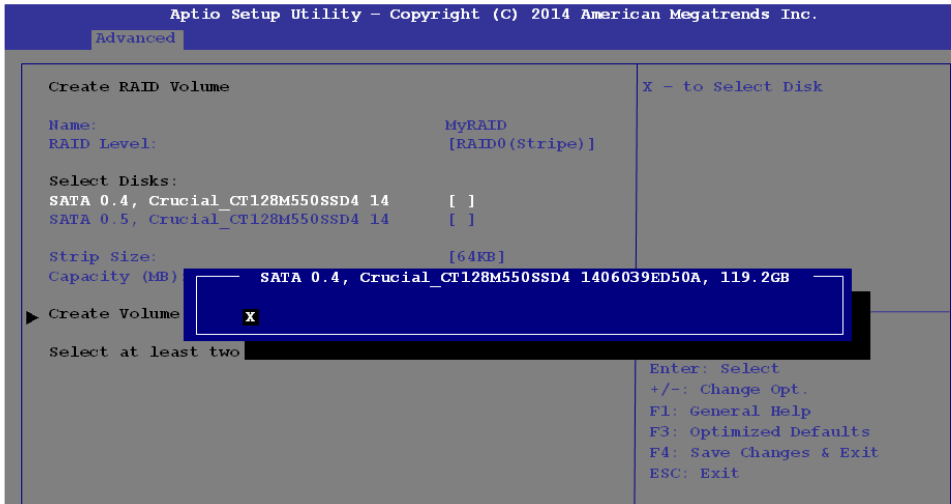 Aptio Setup Utility – Copyright (C) 2014 American Megatrends Inc.
Advanced
Create RAID Volume
X – to Select Disk
Name: MyRAID
RAID Level: [RAID0(Stripe)]
Select Disks:
SATA 0.4, Crucial_CT128M550SSD4 14 [ ]
SATA 0.5, Crucial_CT128M550SSD4 14 [ ]
Strip Size: [64KB]
Capacity (MB):
SATA 0.4, Crucial_CT128M550SSD4 1406039ED50A, 119.2GB
X
Create Volume
Select at least two
Enter: Select
+/-: Change Opt.
F1: General Help
F3: Optimized Defaults
F4: Save Changes & Exit
ESC: Exit